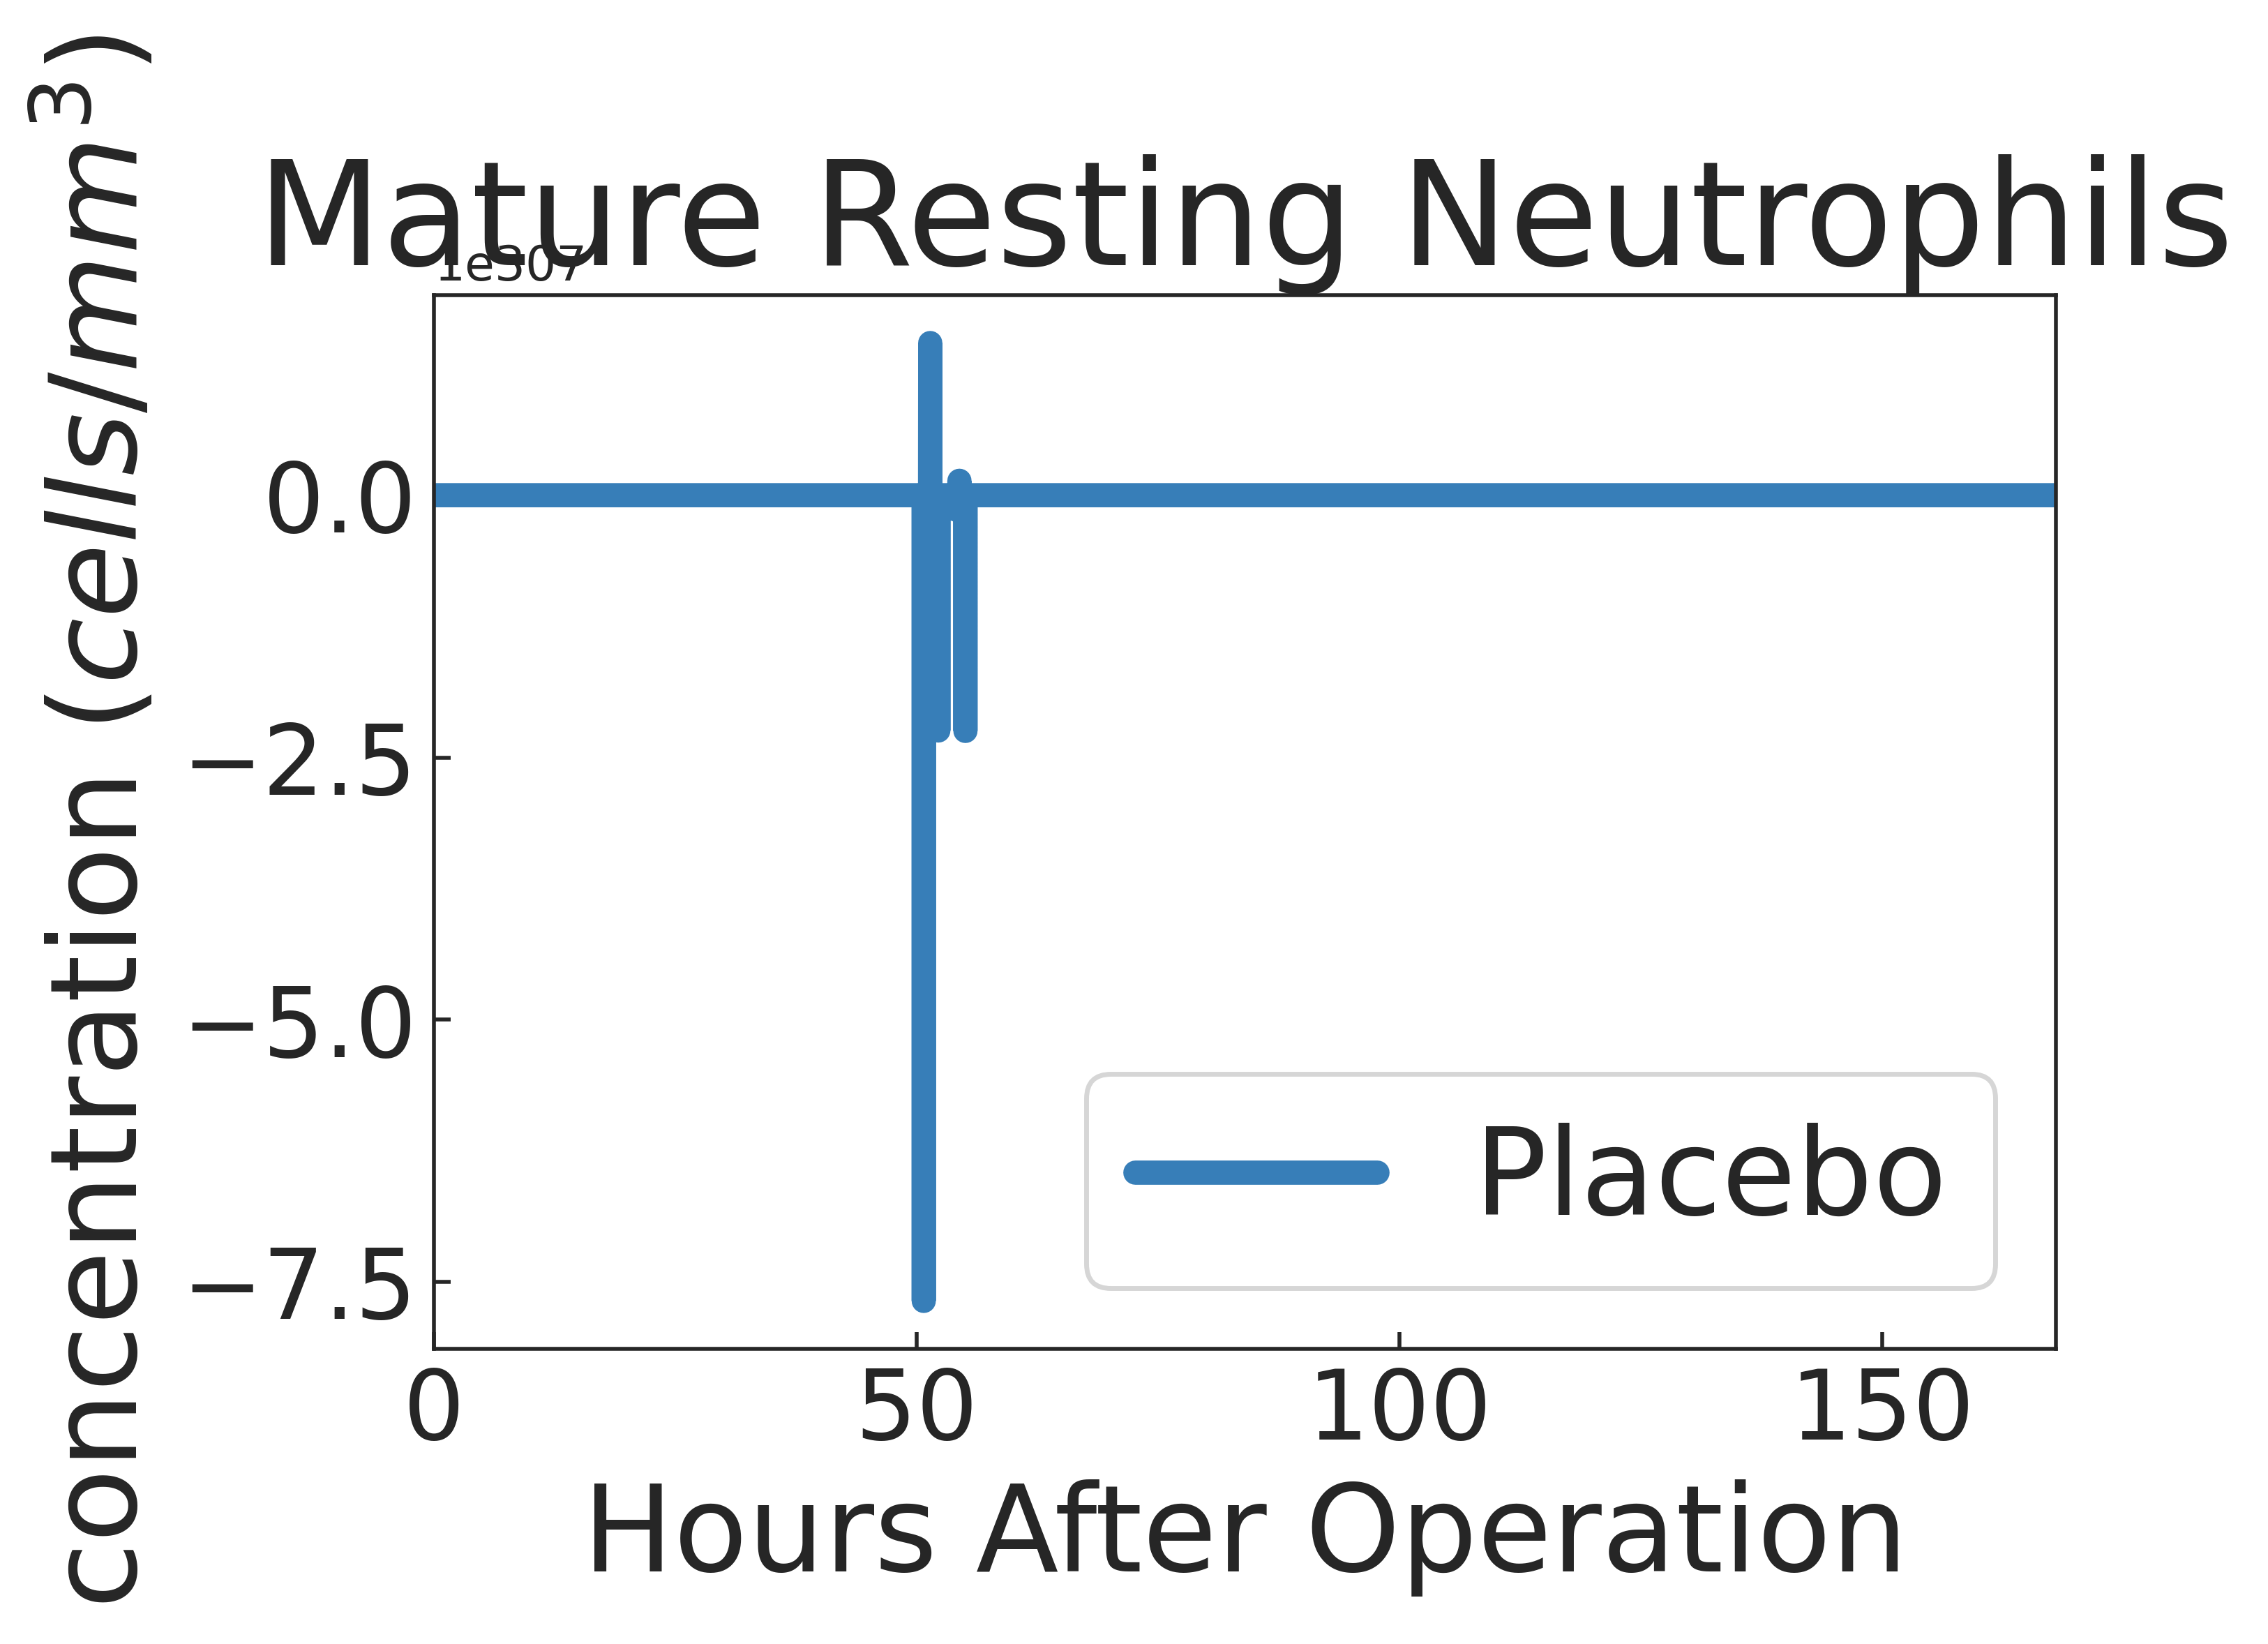 Mature Resting Neutrophils
1e307
concentration (cells/mm³)
0.0
−2.5
−5.0
−7.5
Placebo
0 50 100 150
Hours After Operation